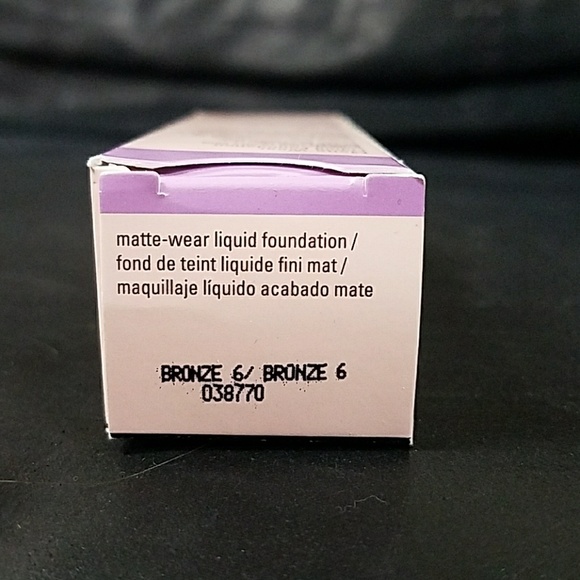 matte-wear liquid foundation /
fond de teint liquide fini mat /
maquillaje líquido acabado mate
BRONZE 6/ BRONZE 6
038770